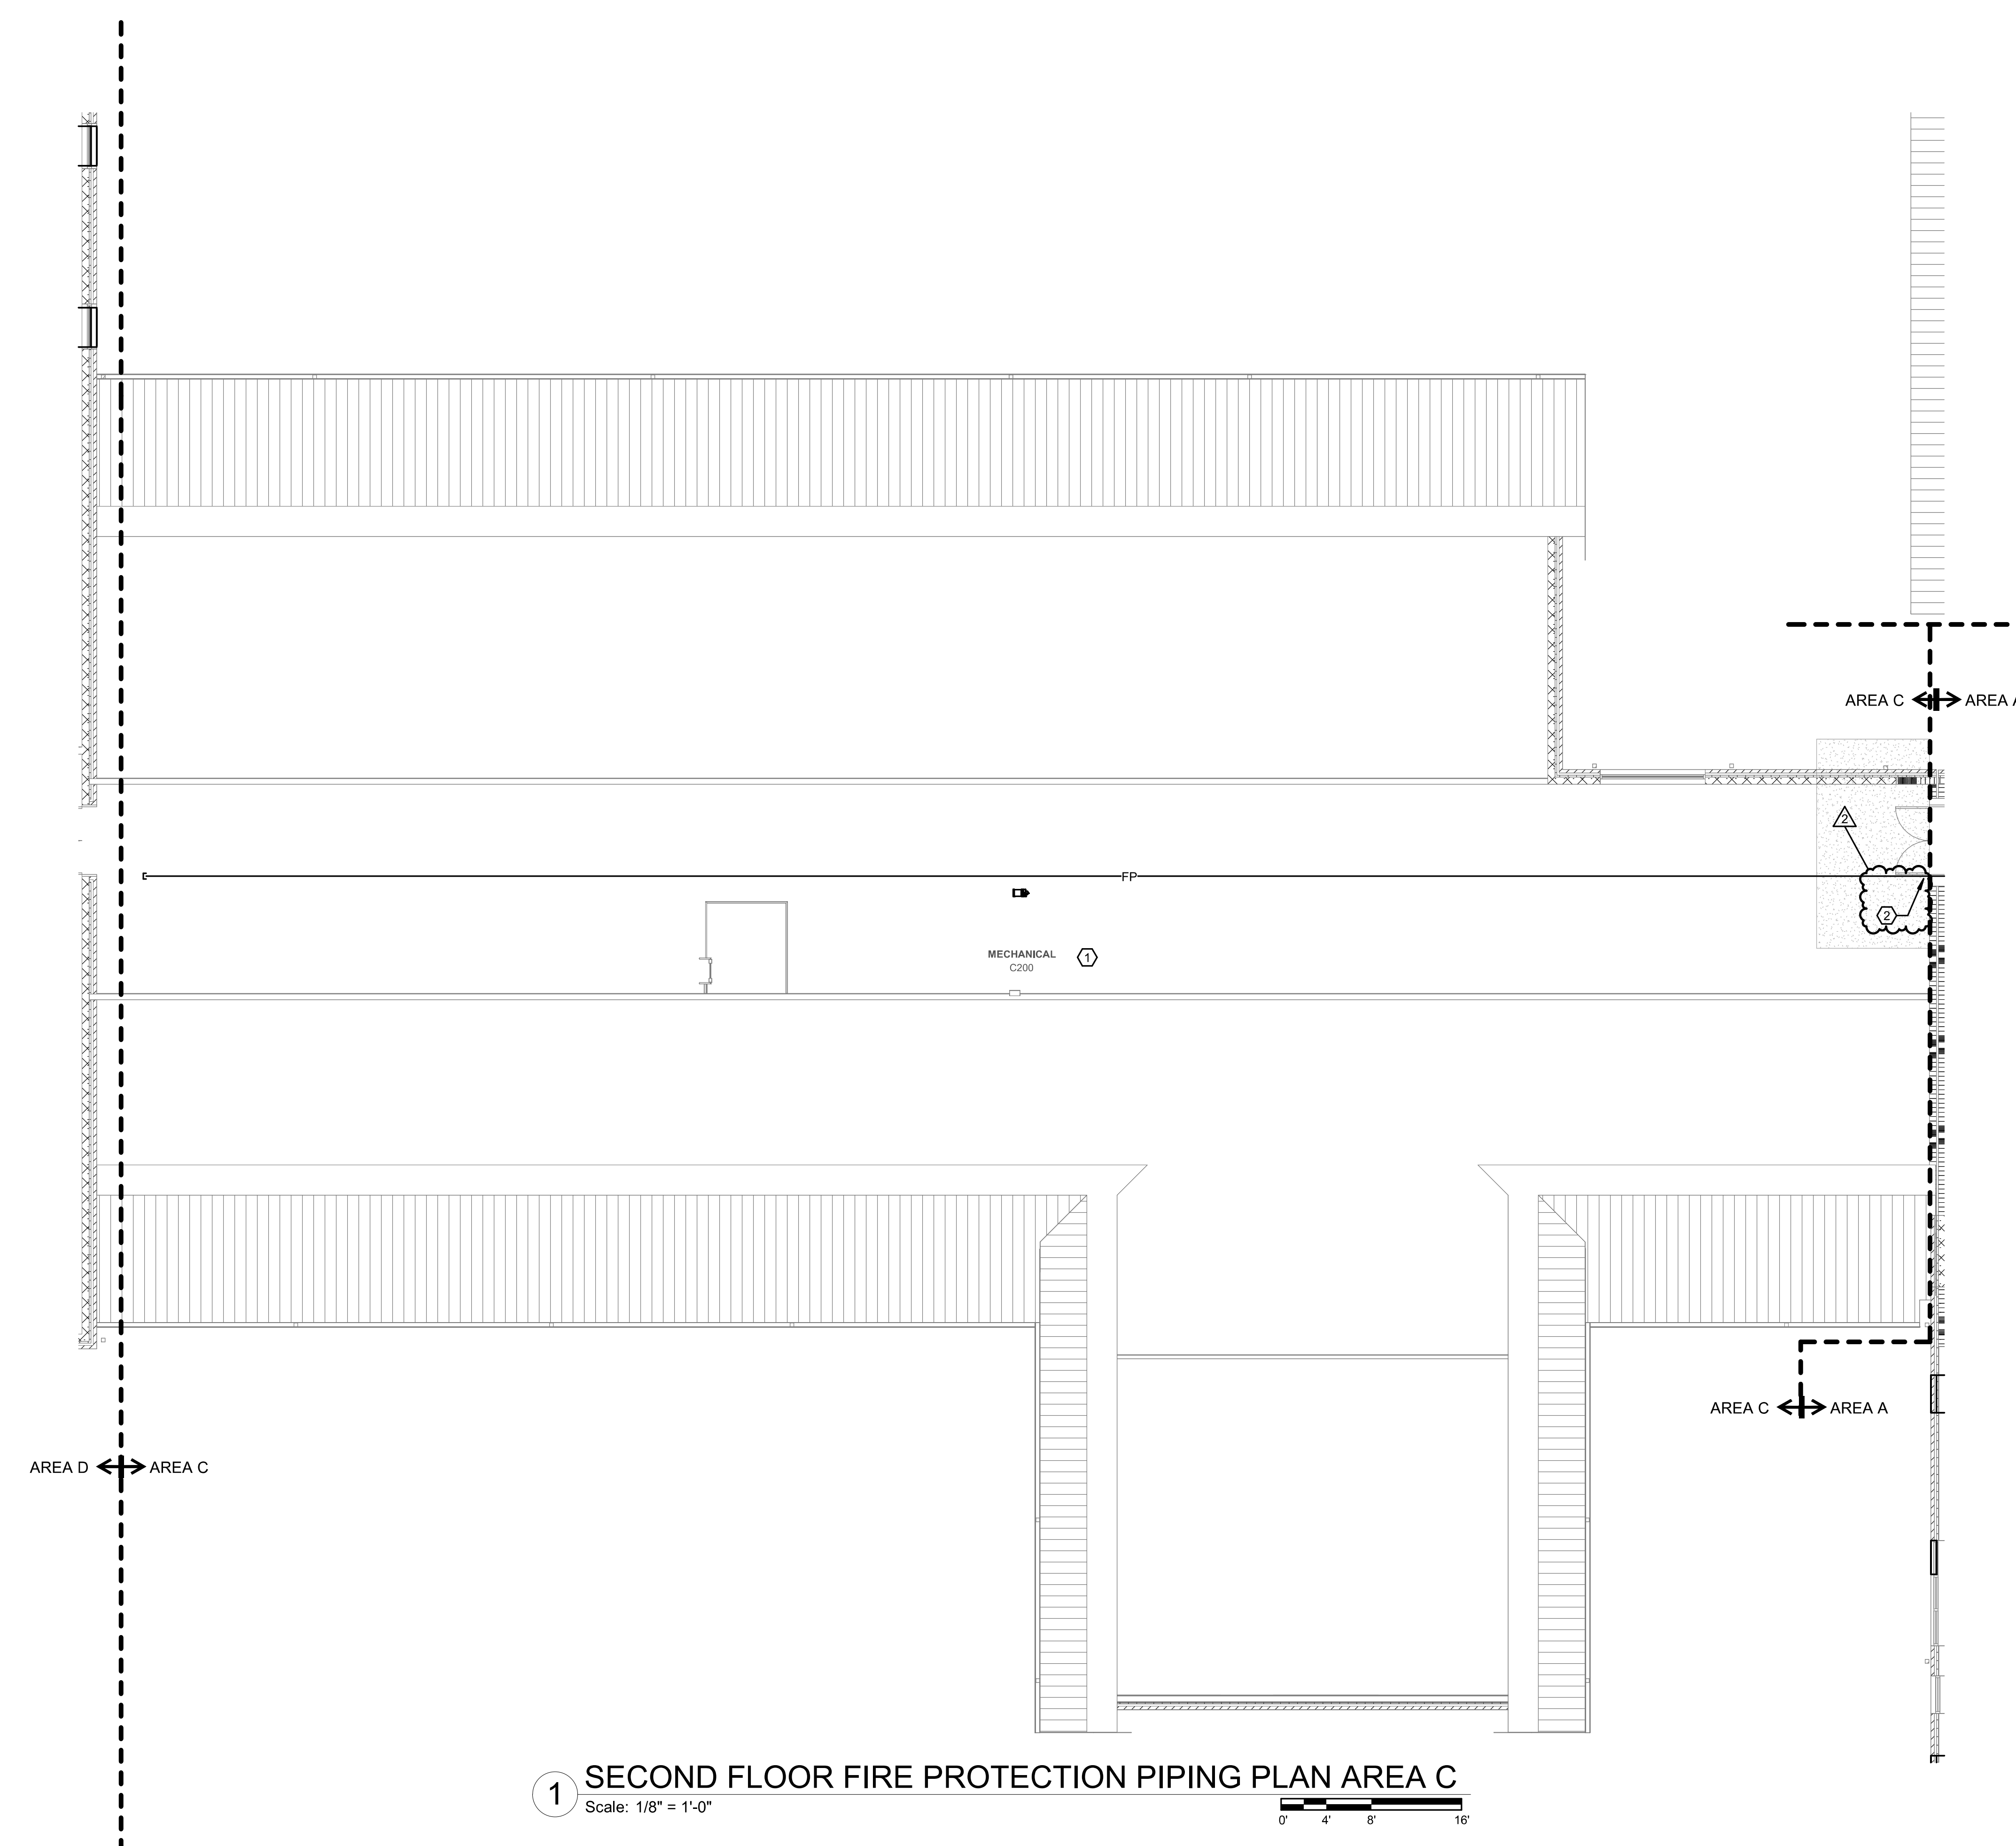 AREA C
AREA A
2
FP
2
MECHANICAL
1
C200
AREA C
AREA A
AREA D
AREA C
1
SECOND FLOOR FIRE PROTECTION PIPING PLAN AREA C
Scale: 1/8" = 1'-0"
0' 4' 8' 16'